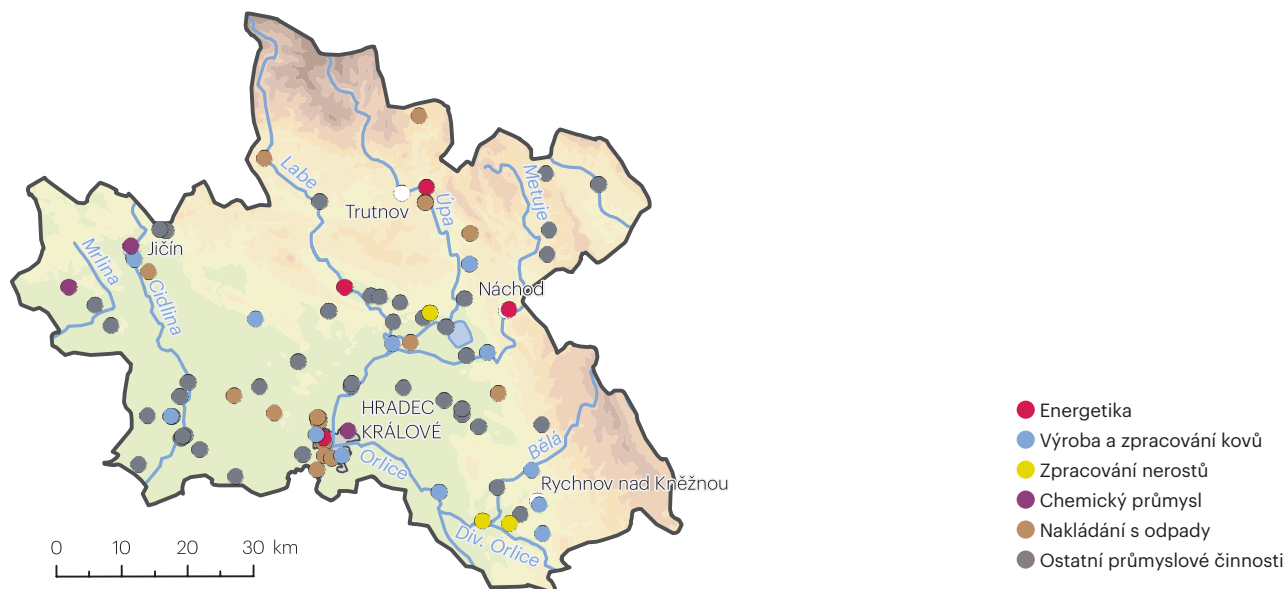 Labe
Metuje
Trutnov
Úpa
Jičín
Mrlina
Cidlina
Náchod
HRADEC
KRÁLOVÉ
Orlice
Bělá
Rychnov nad Kněžnou
Div. Orlice
0 10 20 30 km
Energetika
Výroba a zpracování kovů
Zpracování nerostů
Chemický průmysl
Nakládání s odpady
Ostatní průmyslové činnosti